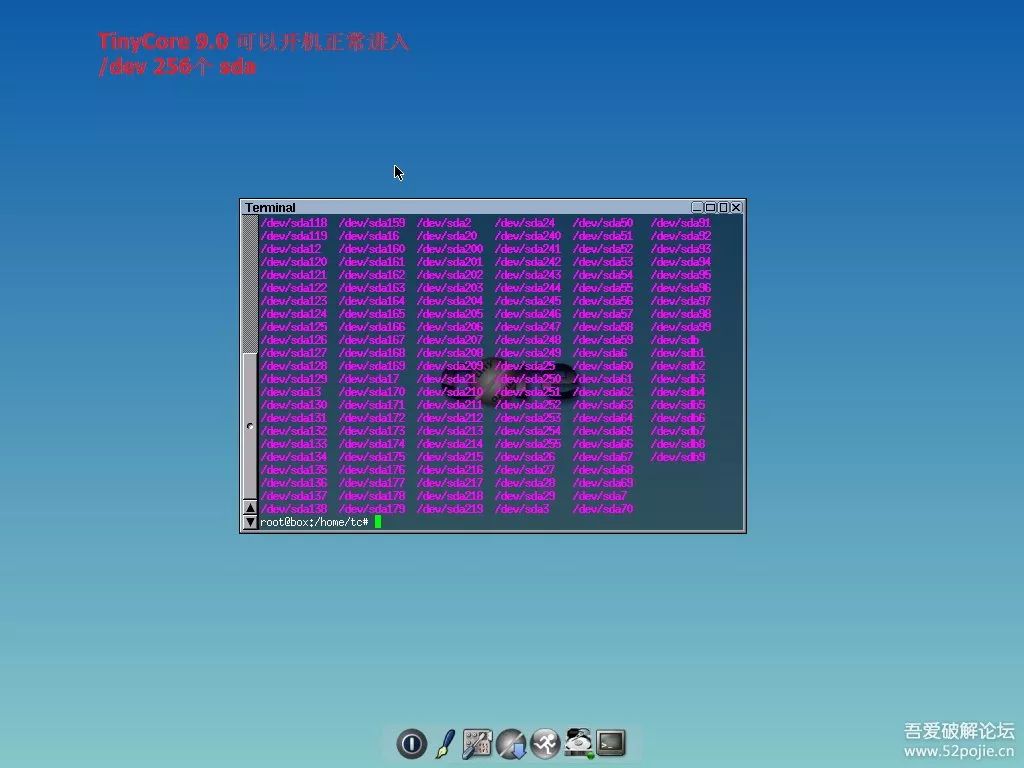 TinyCore 9.0 可以开机正常进入
/dev 256个 sda
Terminal
/dev/sda118 /dev/sda159 /dev/sda2 /dev/sda24 /dev/sda50 /dev/sda91
/dev/sda119 /dev/sda16 /dev/sda20 /dev/sda240 /dev/sda51 /dev/sda92
/dev/sda12 /dev/sda160 /dev/sda200 /dev/sda241 /dev/sda52 /dev/sda93
/dev/sda120 /dev/sda161 /dev/sda201 /dev/sda242 /dev/sda53 /dev/sda94
/dev/sda121 /dev/sda162 /dev/sda202 /dev/sda243 /dev/sda54 /dev/sda95
/dev/sda122 /dev/sda163 /dev/sda203 /dev/sda244 /dev/sda55 /dev/sda96
/dev/sda123 /dev/sda164 /dev/sda204 /dev/sda245 /dev/sda56 /dev/sda97
/dev/sda124 /dev/sda165 /dev/sda205 /dev/sda246 /dev/sda57 /dev/sda98
/dev/sda125 /dev/sda166 /dev/sda206 /dev/sda247 /dev/sda58 /dev/sda99
/dev/sda126 /dev/sda167 /dev/sda207 /dev/sda248 /dev/sda59 /dev/sdb
/dev/sda127 /dev/sda168 /dev/sda208 /dev/sda249 /dev/sda6 /dev/sdb1
/dev/sda128 /dev/sda169 /dev/sda209 /dev/sda25 /dev/sda60 /dev/sdb2
/dev/sda129 /dev/sda17 /dev/sda21 /dev/sda250 /dev/sda61 /dev/sdb3
/dev/sda13 /dev/sda170 /dev/sda210 /dev/sda251 /dev/sda62 /dev/sdb4
/dev/sda130 /dev/sda171 /dev/sda211 /dev/sda252 /dev/sda63 /dev/sdb5
/dev/sda131 /dev/sda172 /dev/sda212 /dev/sda253 /dev/sda64 /dev/sdb6
/dev/sda132 /dev/sda173 /dev/sda213 /dev/sda254 /dev/sda65 /dev/sdb7
/dev/sda133 /dev/sda174 /dev/sda214 /dev/sda255 /dev/sda66 /dev/sdb8
/dev/sda134 /dev/sda175 /dev/sda215 /dev/sda26 /dev/sda67 /dev/sdb9
/dev/sda135 /dev/sda176 /dev/sda216 /dev/sda27 /dev/sda68
/dev/sda136 /dev/sda177 /dev/sda217 /dev/sda28 /dev/sda69
/dev/sda137 /dev/sda178 /dev/sda218 /dev/sda29 /dev/sda7
/dev/sda138 /dev/sda179 /dev/sda219 /dev/sda3 /dev/sda70
root@box:/home/tc#
吾爱破解论坛
www.52pojie.cn